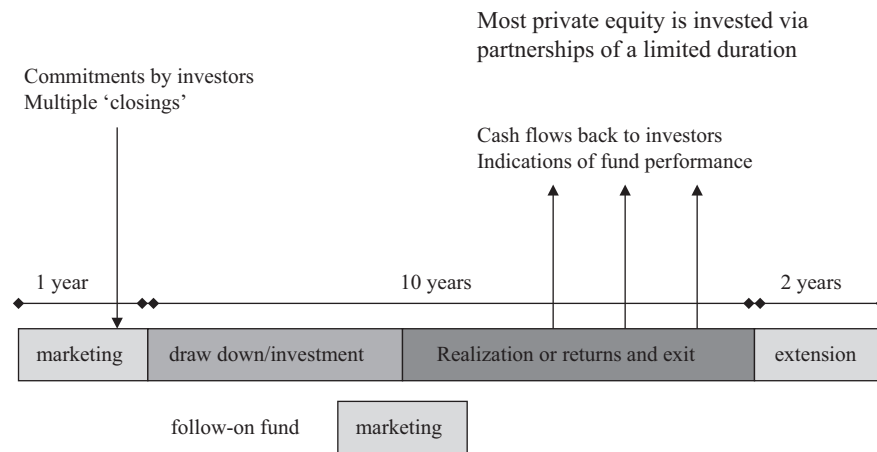 Most private equity is invested via
partnerships of a limited duration
Commitments by investors
Multiple ‘closings’
Cash flows back to investors
Indications of fund performance
1 year
10 years
2 years
marketing
draw down/investment
Realization or returns and exit
extension
follow-on fund
marketing